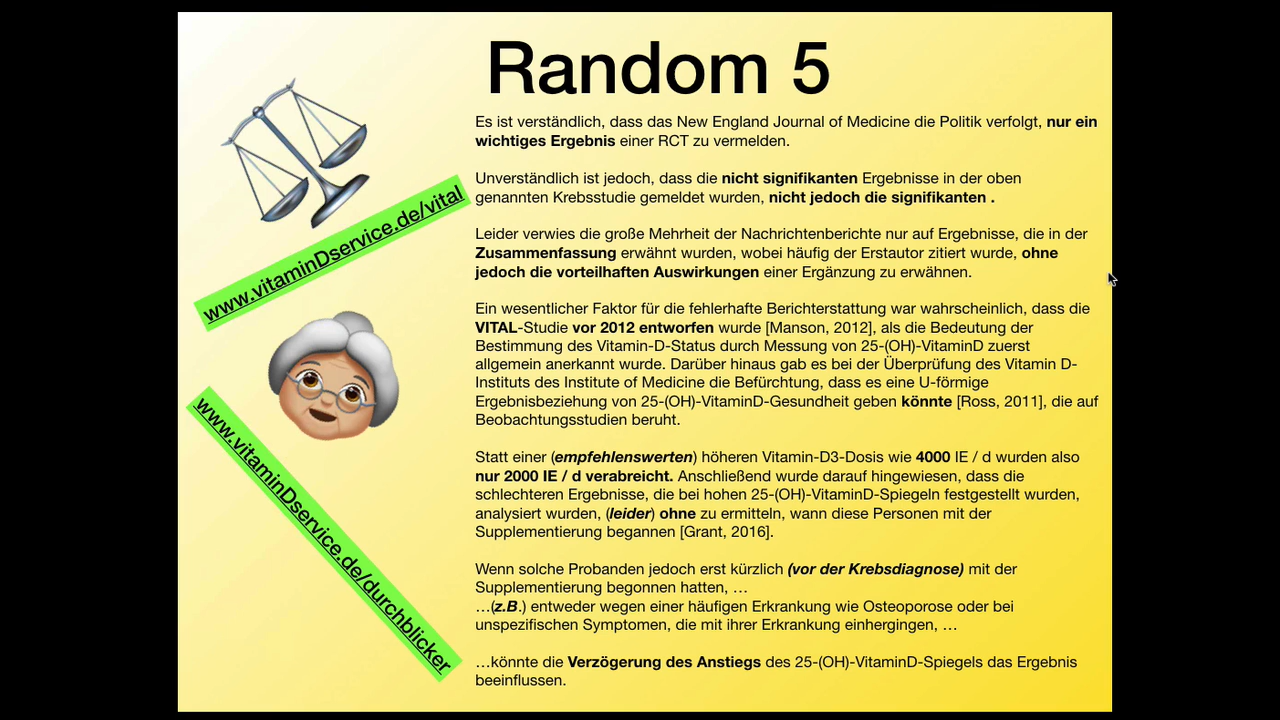 Random 5
Es ist verständlich, dass das New England Journal of Medicine die Politik verfolgt, nur ein
wichtiges Ergebnis einer RCT zu vermelden.
Unverständlich ist jedoch, dass die nicht signifikanten Ergebnisse in der oben
genannten Krebsstudie gemeldet wurden, nicht jedoch die signifikanten .
Leider verwies die große Mehrheit der Nachrichtenberichte nur auf Ergebnisse, die in der
Zusammenfassung erwähnt wurden, wobei häufig der Erstautor zitiert wurde, ohne
jedoch die vorteilhaften Auswirkungen einer Ergänzung zu erwähnen.
Ein wesentlicher Faktor für die fehlerhafte Berichterstattung war wahrscheinlich, dass die
VITAL-Studie vor 2012 entworfen wurde [Manson, 2012], als die Bedeutung der
Bestimmung des Vitamin-D-Status durch Messung von 25-(OH)-VitaminD zuerst
allgemein anerkannt wurde. Darüber hinaus gab es bei der Überprüfung des Vitamin D-
Instituts des Institute of Medicine die Befürchtung, dass es eine U-förmige
Ergebnisbeziehung von 25-(OH)-VitaminD-Gesundheit geben könnte [Ross, 2011], die auf
Beobachtungsstudien beruht.
Statt einer (empfehlenswerten) höheren Vitamin-D3-Dosis wie 4000 IE / d wurden also
nur 2000 IE / d verabreicht. Anschließend wurde darauf hingewiesen, dass die
schlechteren Ergebnisse, die bei hohen 25-(OH)-VitaminD-Spiegeln festgestellt wurden,
analysiert wurden, (leider) ohne zu ermitteln, wann diese Personen mit der
Supplementierung begannen [Grant, 2016].
Wenn solche Probanden jedoch erst kürzlich (vor der Krebsdiagnose) mit der
Supplementierung begonnen hatten, …
…(z.B.) entweder wegen einer häufigen Erkrankung wie Osteoporose oder bei
unspezifischen Symptomen, die mit ihrer Erkrankung einhergingen, …
…könnte die Verzögerung des Anstiegs des 25-(OH)-VitaminD-Spiegels das Ergebnis
beeinflussen.
www.vitaminDservice.de/vital
www.vitaminDservice.de/durchblicker